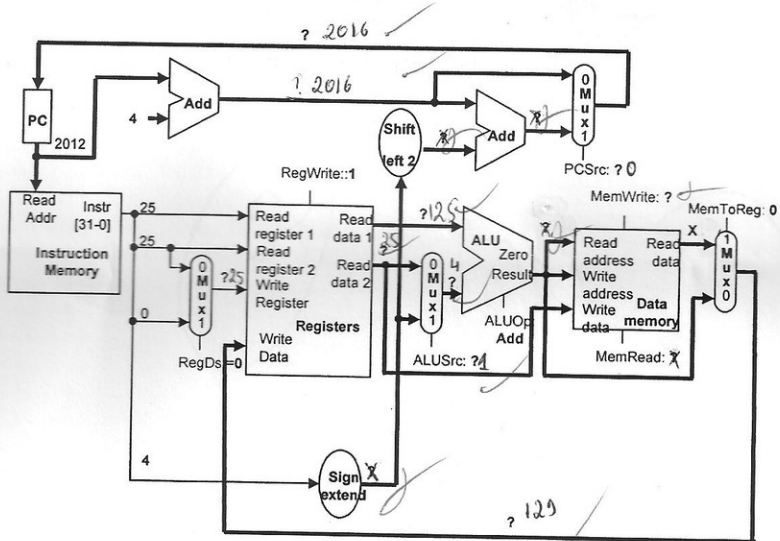 ? 2016
? 2016
Add
PC
4
2012
Shift
left 2
Add
0
M
u
x
1
PCSrc: ? 0
RegWrite::1
MemWrite: ?
MemToReg: 0
Read
Addr
Instr
[31-0]
Instruction
Memory
25
25
0
0
M
u
x
1
?25
RegDs =0
Read
register 1
Read
register 2
Write
Register
Write
Data
Read
data 1
Read
data 2
Registers
?125
?
25
0
M
u
x
1
4
?
ALUSrc: ?1
ALU
Zero
Result
ALUOp
Add
Read
address
Write
address
Write
data
Read
data
Data
memory
MemRead:
x
1
M
u
x
0
4
Sign
extend
? 129